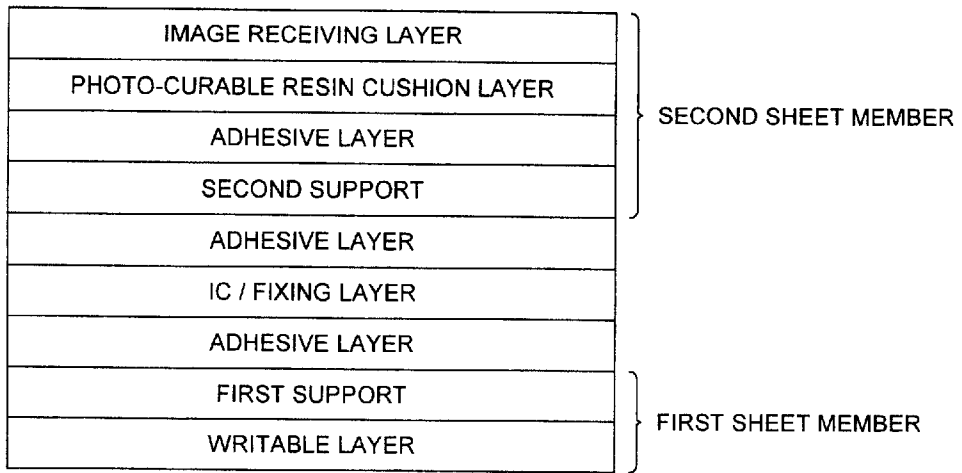 IMAGE RECEIVING LAYER
PHOTO-CURABLE RESIN CUSHION LAYER
ADHESIVE LAYER
SECOND SUPPORT
SECOND SHEET MEMBER
ADHESIVE LAYER
IC / FIXING LAYER
ADHESIVE LAYER
FIRST SUPPORT
WRITABLE LAYER
FIRST SHEET MEMBER